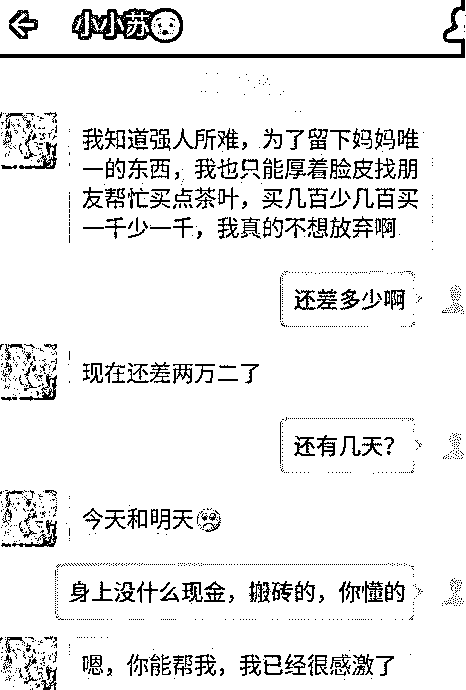 小小苏
我知道强人所难，为了留下妈妈唯
一的东西，我也只能厚着脸皮找朋
友帮忙买点茶叶，买几百少几百买
一千少一千，我真的不想放弃啊
还差多少啊
现在还差两万二了
还有几天？
今天和明天
身上没什么现金，搬砖的，你懂的
嗯，你能帮我，我已经很感激了